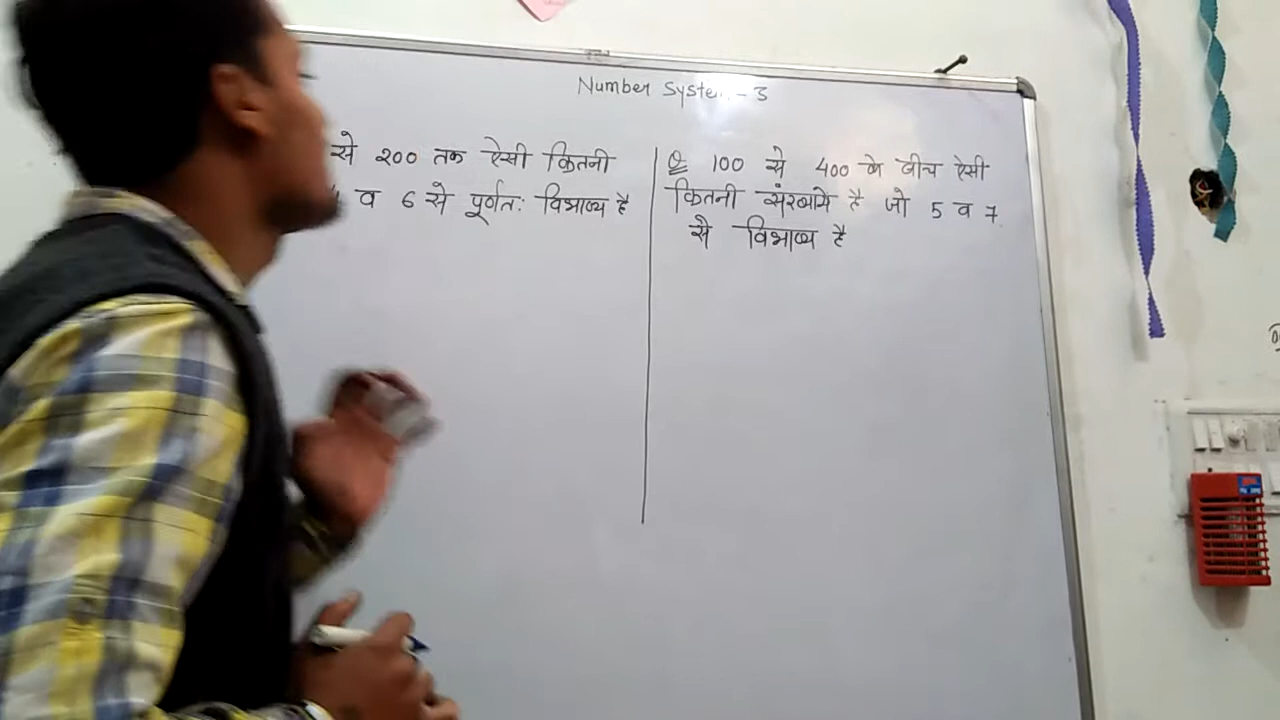 Number System - 3
से 200 तक ऐसी कितनी
व 6 से पूर्णतः विभाज्य है
Q 100 से 400 के बीच ऐसी
कितनी संख्याये है जो 5 व 7
से विभाज्य है